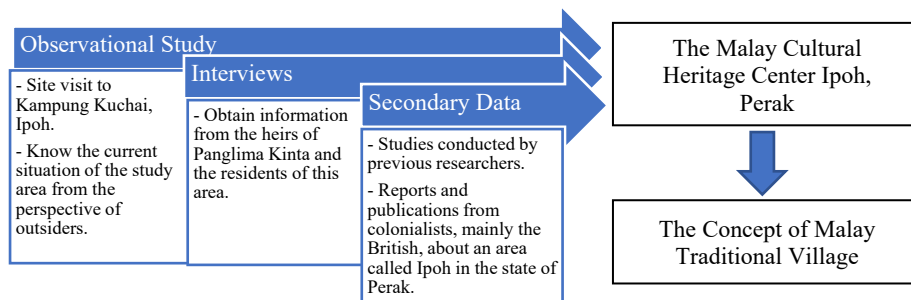 Observational Study
- Site visit to
Kampung Kuchai,
Ipoh.
- Know the current
situation of the study
area from the
perspective of
outsiders.
Interviews
- Obtain information
from the heirs of
Panglima Kinta and
the residents of this
area.
Secondary Data
- Studies conducted by
previous researchers.
- Reports and
publications from
colonialists, mainly the
British, about an area
called Ipoh in the state of
Perak.
The Malay Cultural
Heritage Center Ipoh,
Perak
The Concept of Malay
Traditional Village